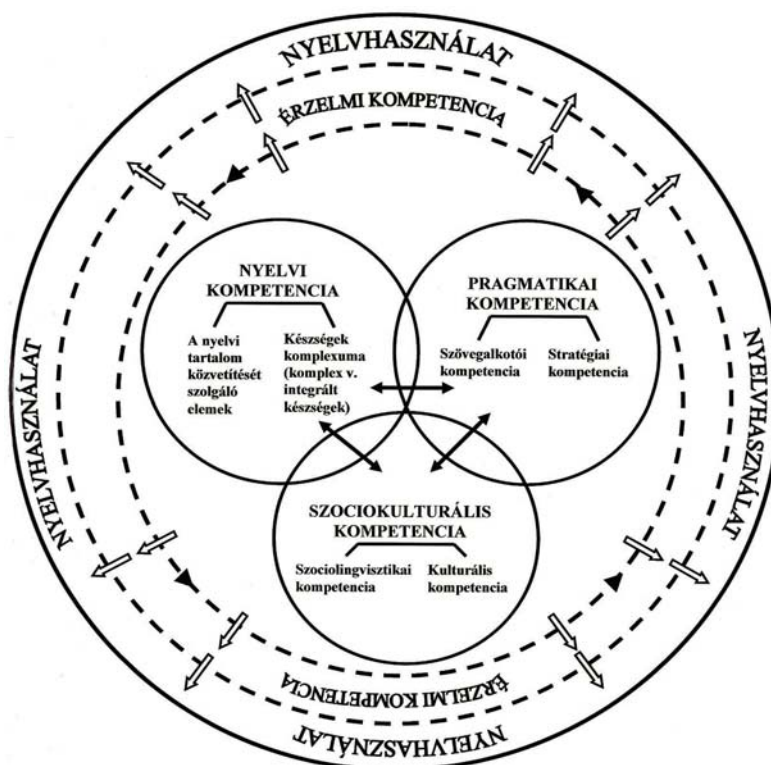 NYELVHASZNÁLAT
ÉRZELMI KOMPETENCIA
NYELVI
KOMPETENCIA
A nyelvi
tartalom
közvetítését
szolgáló
elemek
Készségek
komplexuma
(komplex v.
integrált
készségek)
PRAGMATIKAI
KOMPETENCIA
Szövegalkotói
kompetencia
Stratégiai
kompetencia
NYELVHASZNÁLAT
NYELVHASZNÁLAT
SZOCIOKULTURÁLIS
KOMPETENCIA
Szociolingvisztikai
kompetencia
Kulturális
kompetencia
ÉRZELMI KOMPETENCIA
NYELVHASZNÁLAT